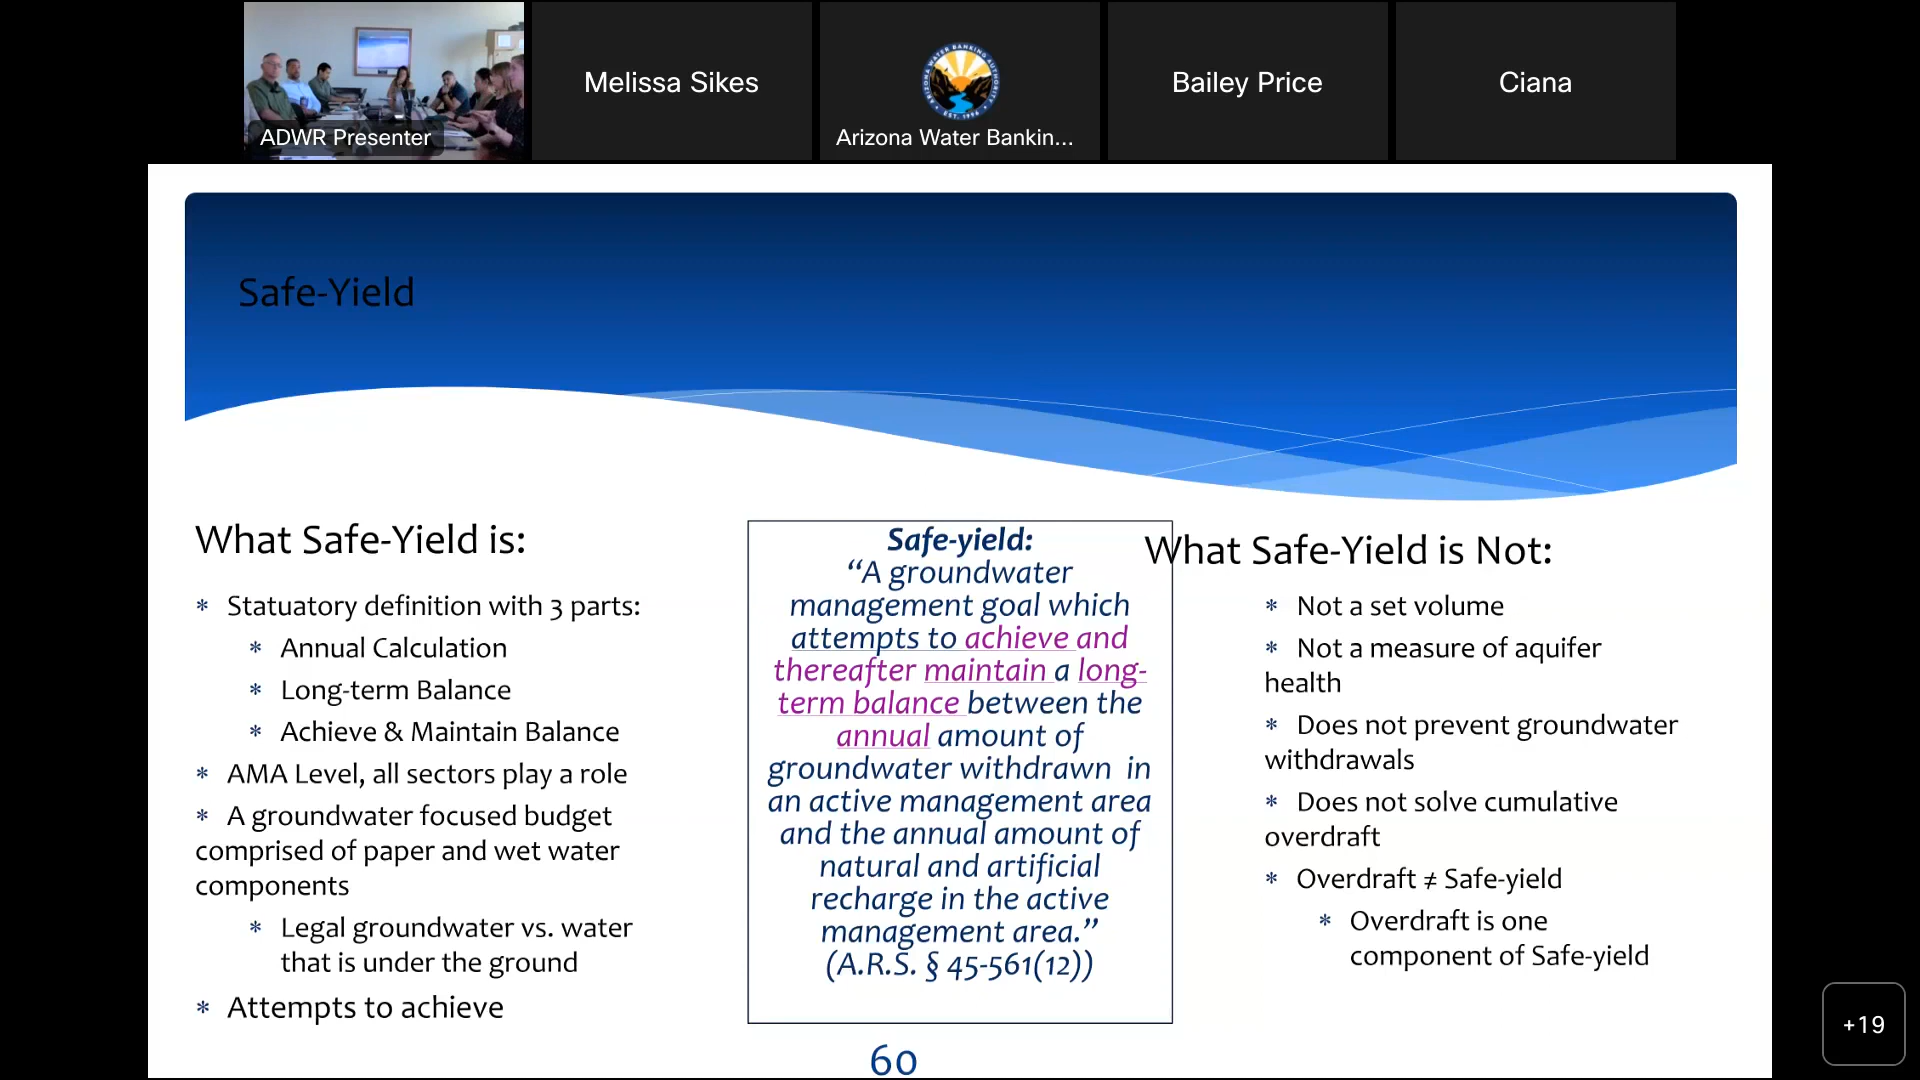 ADWR Presenter
Melissa Sikes
ARIZONA WATER BANKING AUTHORITY
EST. 1996
Arizona Water Bankin...
Bailey Price
Ciana
Safe-Yield
What Safe-Yield is:
* Statuatory definition with 3 parts:
* Annual Calculation
* Long-term Balance
* Achieve & Maintain Balance
* AMA Level, all sectors play a role
* A groundwater focused budget
comprised of paper and wet water
components
* Legal groundwater vs. water
that is under the ground
* Attempts to achieve
Safe-yield:
“A groundwater
management goal which
attempts to achieve and
thereafter maintain a long-
term balance between the
annual amount of
groundwater withdrawn in
an active management area
and the annual amount of
natural and artificial
recharge in the active
management area.”
(A.R.S. § 45-561(12))
What Safe-Yield is Not:
* Not a set volume
* Not a measure of aquifer
health
* Does not prevent groundwater
withdrawals
* Does not solve cumulative
overdraft
* Overdraft ≠ Safe-yield
* Overdraft is one
component of Safe-yield
60
+19